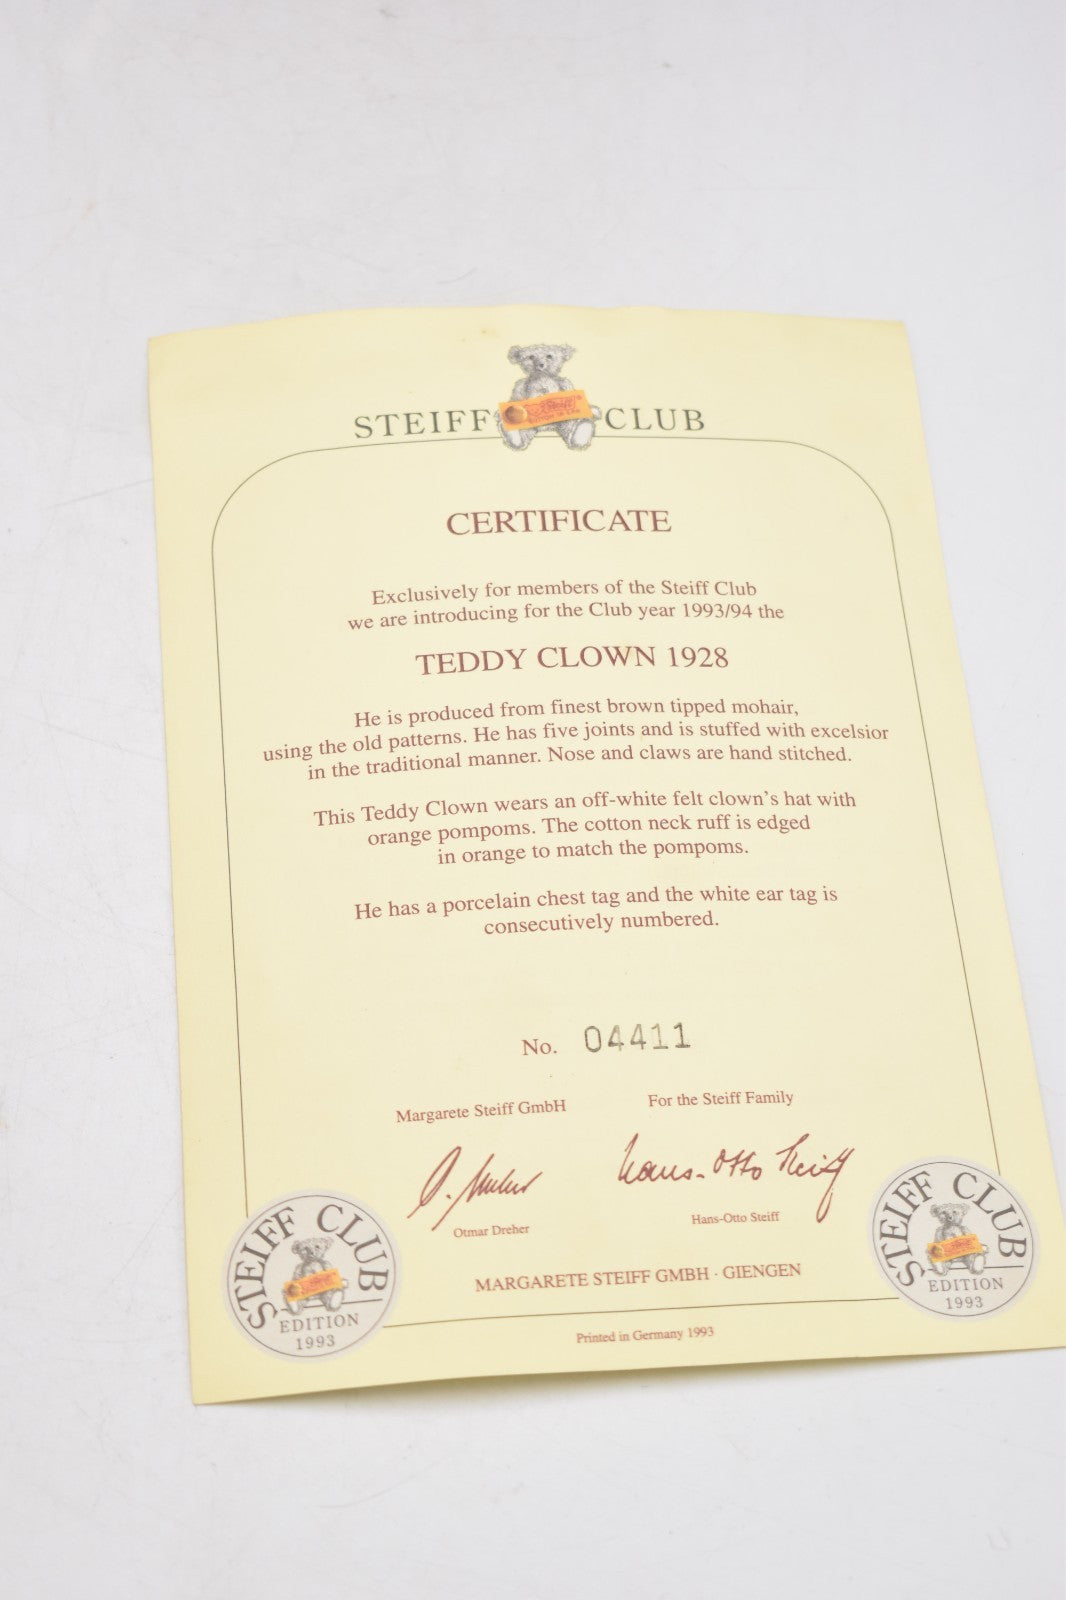 STEIFF CLUB
Steiff
CERTIFICATE
Exclusively for members of the Steiff Club
we are introducing for the Club year 1993/94 the
TEDDY CLOWN 1928
He is produced from finest brown tipped mohair,
using the old patterns. He has five joints and is stuffed with excelsior
in the traditional manner. Nose and claws are hand stitched.
This Teddy Clown wears an off-white felt clown's hat with
orange pompoms. The cotton neck ruff is edged
in orange to match the pompoms.
He has a porcelain chest tag and the white ear tag is
consecutively numbered.
No. 04411
Margarete Steiff GmbH For the Steiff Family
Hans-Otto Steiff
Otmar Dreher Hans-Otto Steiff
MARGARETE STEIFF GMBH · GIENGEN
Printed in Germany 1993
STEIFF CLUB
Steiff
EDITION
1993
STEIFF CLUB
EDITION
1993